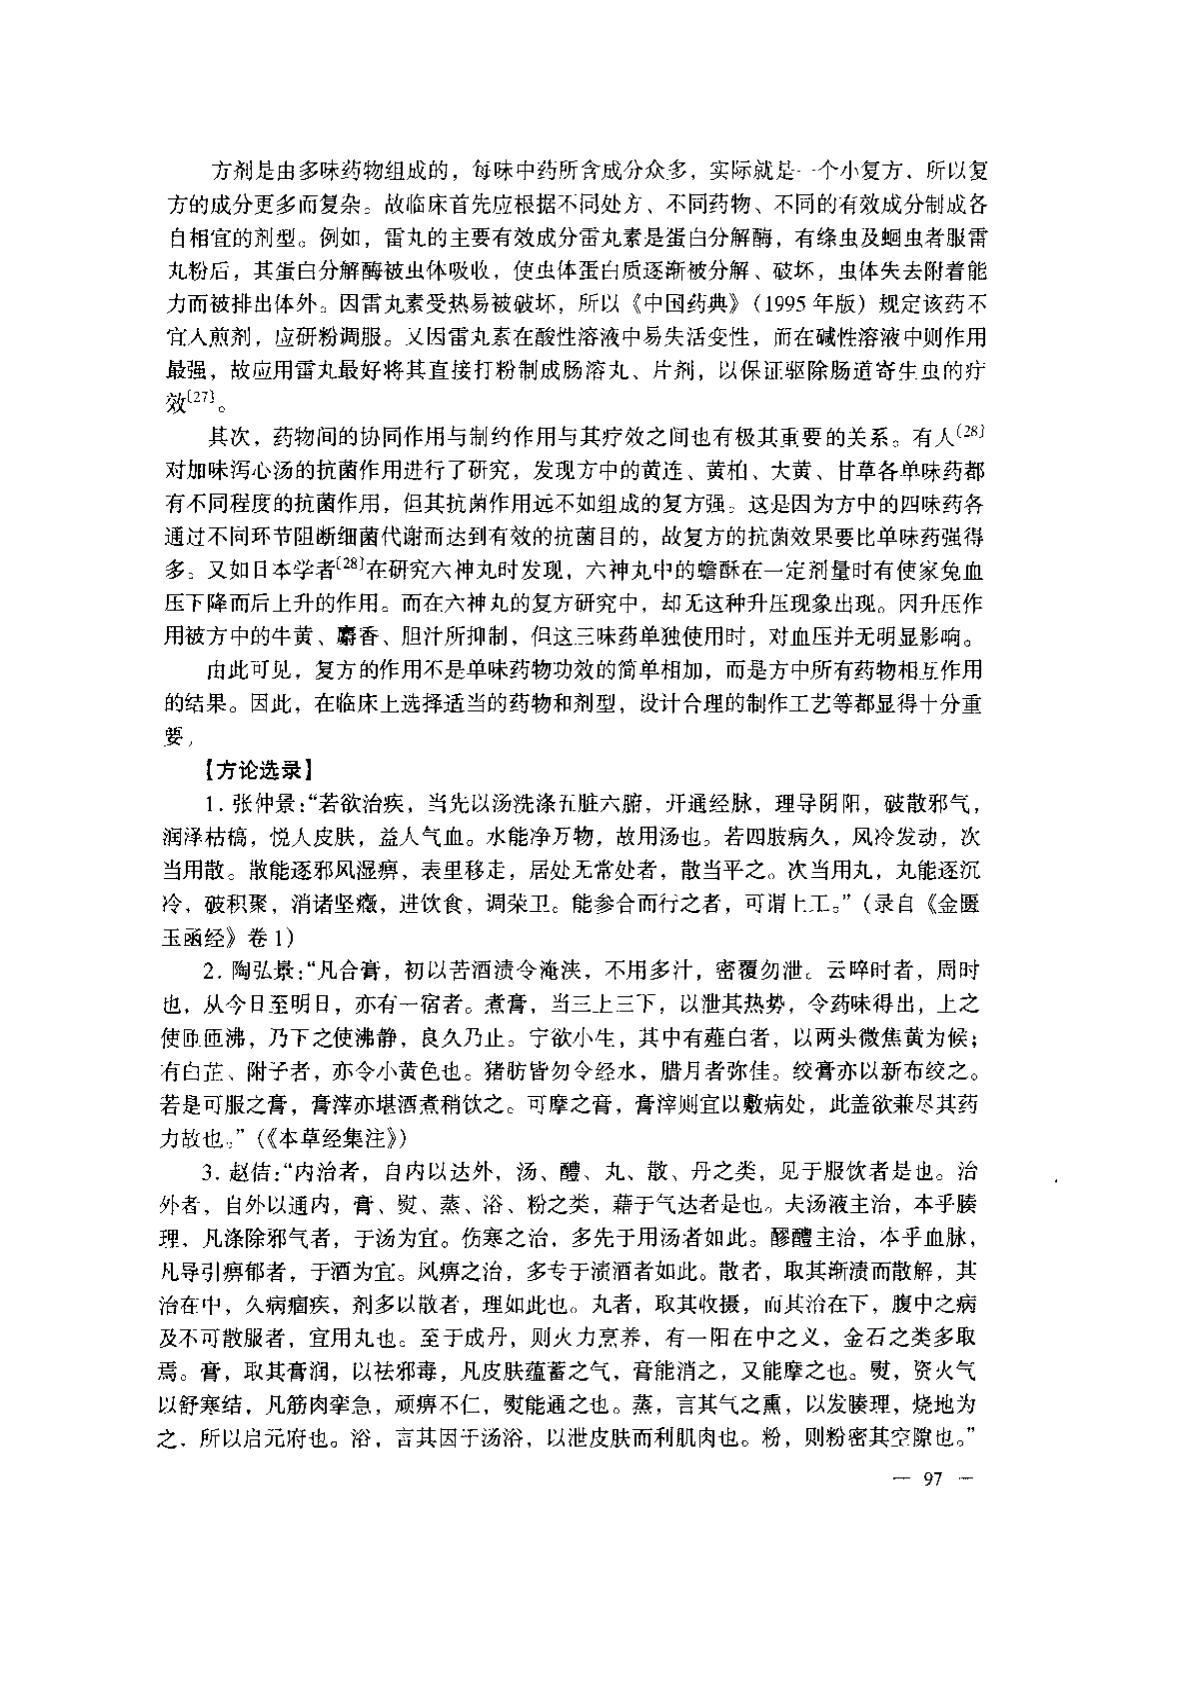 方剂是由多味药物组成的，每味中药所含成分众多，实际就是一个小复方，所以复
方的成分更多而复杂。故临床首先应根据不同处方、不同药物、不同的有效成分制成各
自相宜的剂型。例如，雷丸的主要有效成分雷丸素是蛋白分解酶，有绦虫及蛔虫者服雷
丸粉后，其蛋白分解酶被虫体吸收，使虫体蛋白质逐渐被分解、破坏，虫体失去附着能
力而被排出体外。因雷丸素受热易被破坏，所以《中国药典》（1995 年版）规定该药不
宜入煎剂，应研粉调服。又因雷丸素在酸性溶液中易失活变性，而在碱性溶液中则作用
最强，故应用雷丸最好将其直接打粉制成肠溶丸、片剂，以保证驱除肠道寄生虫的疗
效〔27〕。
其次，药物间的协同作用与制约作用与其疗效之间也有极其重要的关系。有人〔28〕
对加味泻心汤的抗菌作用进行了研究，发现方中的黄连、黄柏、大黄、甘草各单味药都
有不同程度的抗菌作用，但其抗菌作用远不如组成的复方强。这是因为方中的四味药各
通过不同环节阻断细菌代谢而达到有效的抗菌目的，故复方的抗菌效果要比单味药强得
多。又如日本学者〔28〕在研究六神丸时发现，六神丸中的蟾酥在一定剂量时有使家兔血
压下降而后上升的作用。而在六神丸的复方研究中，却无这种升压现象出现。因升压作
用被方中的牛黄、麝香、胆汁所抑制，但这三味药单独使用时，对血压并无明显影响。
由此可见，复方的作用不是单味药物功效的简单相加，而是方中所有药物相互作用
的结果。因此，在临床上选择适当的药物和剂型，设计合理的制作工艺等都显得十分重
要。
【方论选录】
1. 张仲景：“若欲治疾，当先以汤洗涤五脏六腑，开通经脉，理导阴阳，破散邪气，
润泽枯槁，悦人皮肤，益人气血。水能净万物，故用汤也。若四肢病久，风冷发动，次
当用散。散能逐邪风湿痹，表里移走，居处无常处者，散当平之。次当用丸，丸能逐沉
冷，破积聚，消诸坚癥，进饮食，调荣卫。能参合而行之者，可谓上工。”（录自《金匮
玉函经》卷 1）
2. 陶弘景：“凡合膏，初以苦酒渍令淹浃，不用多汁，密覆勿泄。云晬时者，周时
也，从今日至明日，亦有一宿者。煮膏，当三上三下，以泄其热势，令药味得出，上之
使匝匝沸，乃下之使沸静，良久乃止。宁欲小生，其中有薤白者，以两头微焦黄为候；
有白芷、附子者，亦令小黄色也。猪肪皆勿令经水，腊月者弥佳。绞膏亦以新布绞之。
若是可服之膏，膏滓亦堪酒煮稍饮之。可摩之膏，膏滓则宜以敷病处，此盖欲兼尽其药
力故也。”（《本草经集注》）
3. 赵佶：“内治者，自内以达外，汤、醴、丸、散、丹之类，见于服饮者是也。治
外者，自外以通内，膏、熨、蒸、浴、粉之类，藉于气达者是也。夫汤液主治，本乎腠
理，凡涤除邪气者，于汤为宜。伤寒之治，多先于用汤者如此。醪醴主治，本乎血脉，
凡导引痹郁者，于酒为宜。风痹之治，多专于渍酒者如此。散者，取其渐渍而散解，其
治在中，久病痼疾，剂多以散者，理如此也。丸者，取其收摄，而其治在下，腹中之病
及不可散服者，宜用丸也。至于成丹，则火力烹养，有一阳在中之义，金石之类多取
焉。膏，取其膏润，以祛邪毒，凡皮肤蕴蓄之气，膏能消之，又能摩之也。熨，资火气
以舒寒结，凡筋肉挛急，顽痹不仁，熨能通之也。蒸，言其气之熏，以发腠理，烧地为
之，所以启元府也。浴，言其因于汤浴，以泄皮肤而利肌肉也。粉，则粉密其空隙也。”
— 97 —